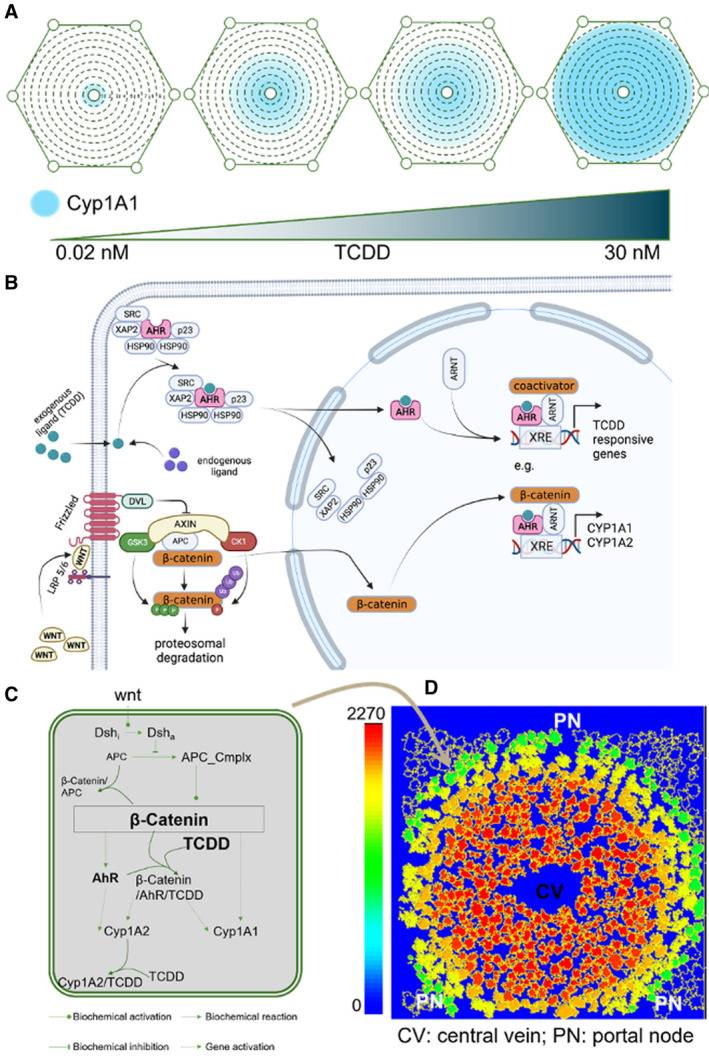 A
Cyp1A1
0.02 nM
TCDD
30 nM
B
SRC
XAP2
AHR
p23
HSP90
HSP90
SRC
XAP2
AHR
p23
HSP90
HSP90
exogenous
ligand (TCDD)
endogenous
ligand
AHR
ARNT
coactivator
AHR
ARNT
XRE
TCDD
responsive
genes
e.g.
SRC
XAP2
HSP90
HSP90
p23
β-catenin
AHR
ARNT
XRE
CYP1A1
CYP1A2
Frizzled
DVL
AXIN
GSK3
APC
CK1
β-catenin
LRP 5/6
WNT
Ub
Ub
Ub
β-catenin
P
P
P
P
β-catenin
WNT
WNT
WNT
proteosomal
degradation
C
wnt
Dshi
Dsha
APC
APC_Cmplx
β-Catenin/
APC
β-Catenin
TCDD
AhR
β-Catenin
/AhR/TCDD
Cyp1A2
Cyp1A1
Cyp1A2/TCDD
TCDD
Biochemical activation
Biochemical reaction
Biochemical inhibition
Gene activation
D
2270
0
PN
CV
PN
PN
CV: central vein; PN: portal node